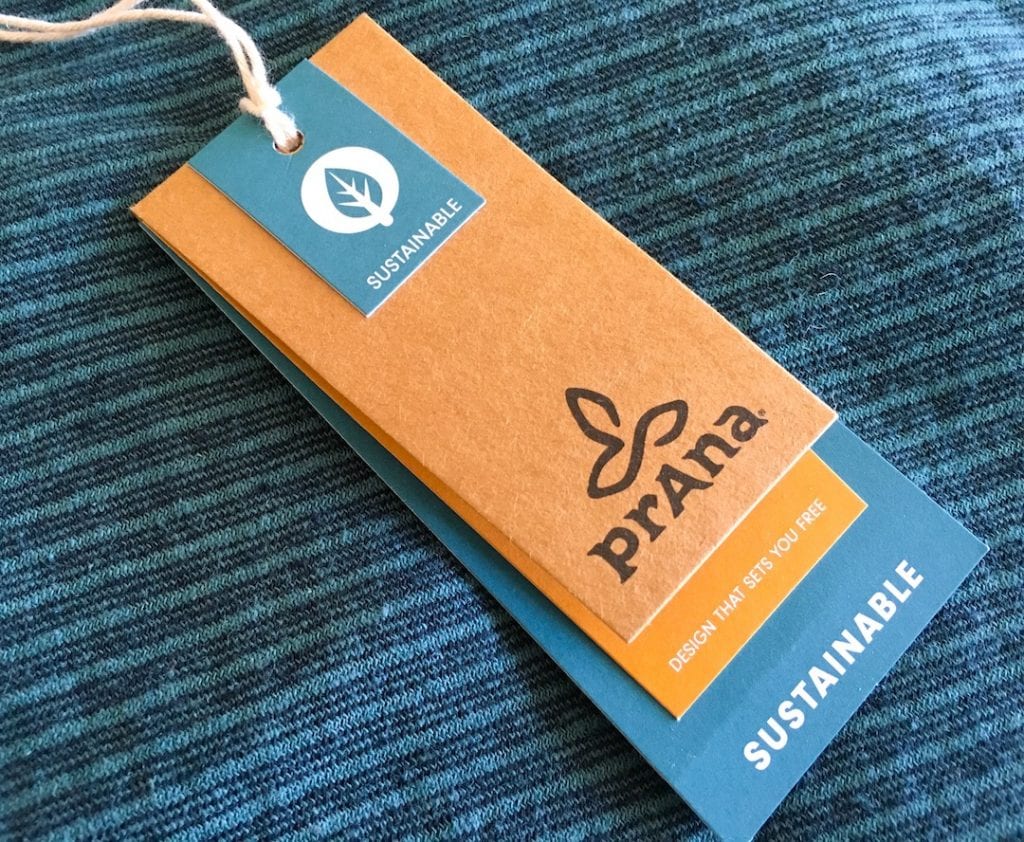 SUSTAINABLE
prAna®
DESIGN THAT SETS YOU FREE
SUSTAINABLE